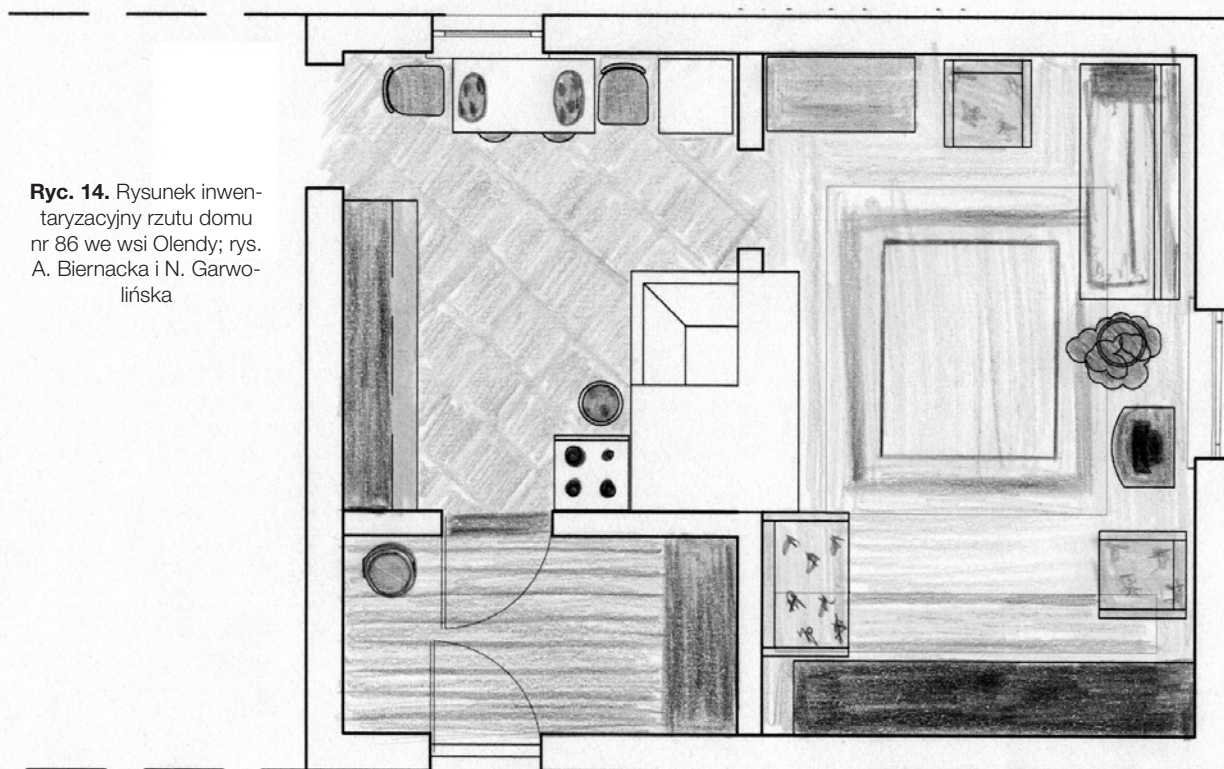 Ryc. 14. Rysunek inwen-
taryzacyjny rzutu domu
nr 86 we wsi Olendy; rys.
A. Biernacka i N. Garwo-
lińska